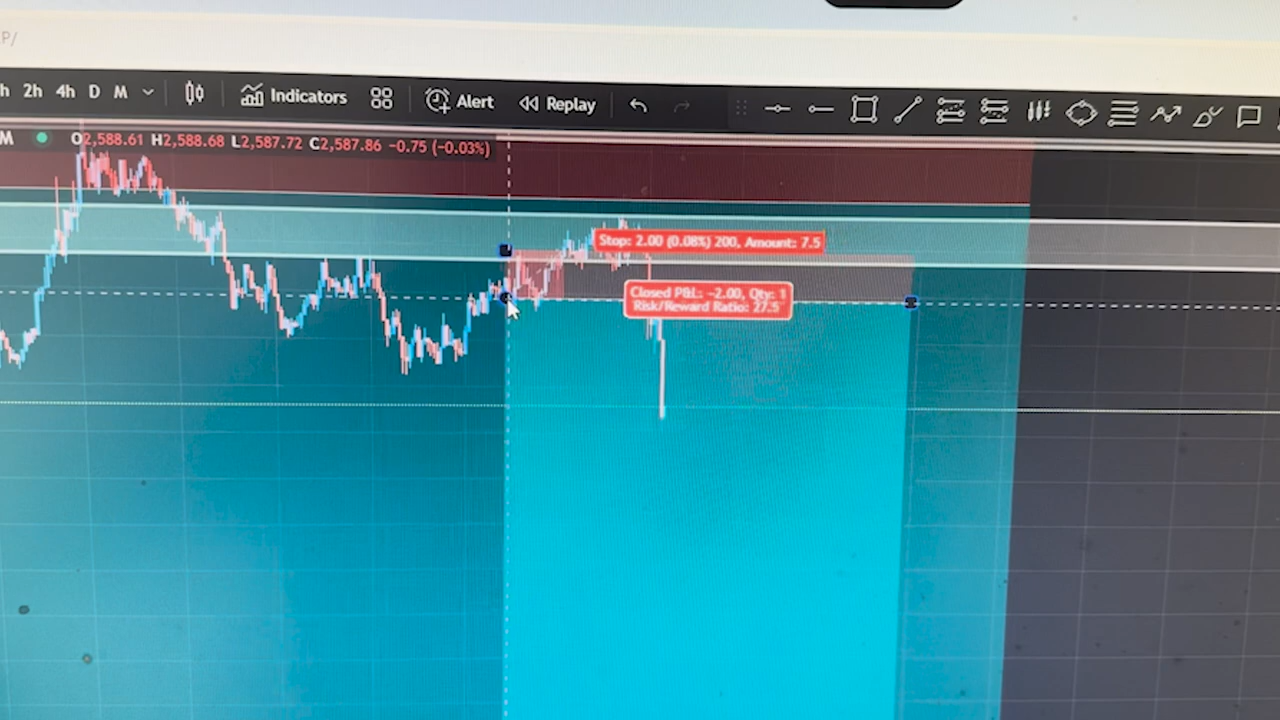 P/
h 2h 4h D M Indicators Alert Replay
M O2,588.61 H2,588.68 L2,587.72 C2,587.86 −0.75 (−0.03%)
Stop: 2.00 (0.08%) 200, Amount: 7.5
Closed P&L: −2.00, Qty: 1
Risk/Reward Ratio: 27.5